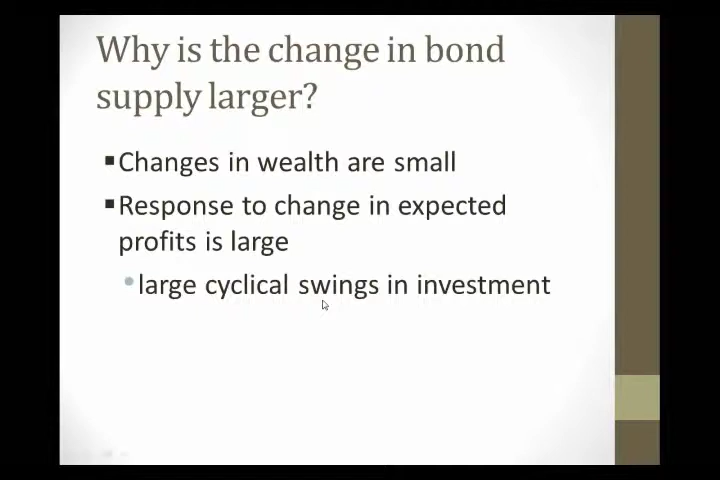 Why is the change in bond
supply larger?
▪Changes in wealth are small
▪Response to change in expected
profits is large
•large cyclical swings in investment